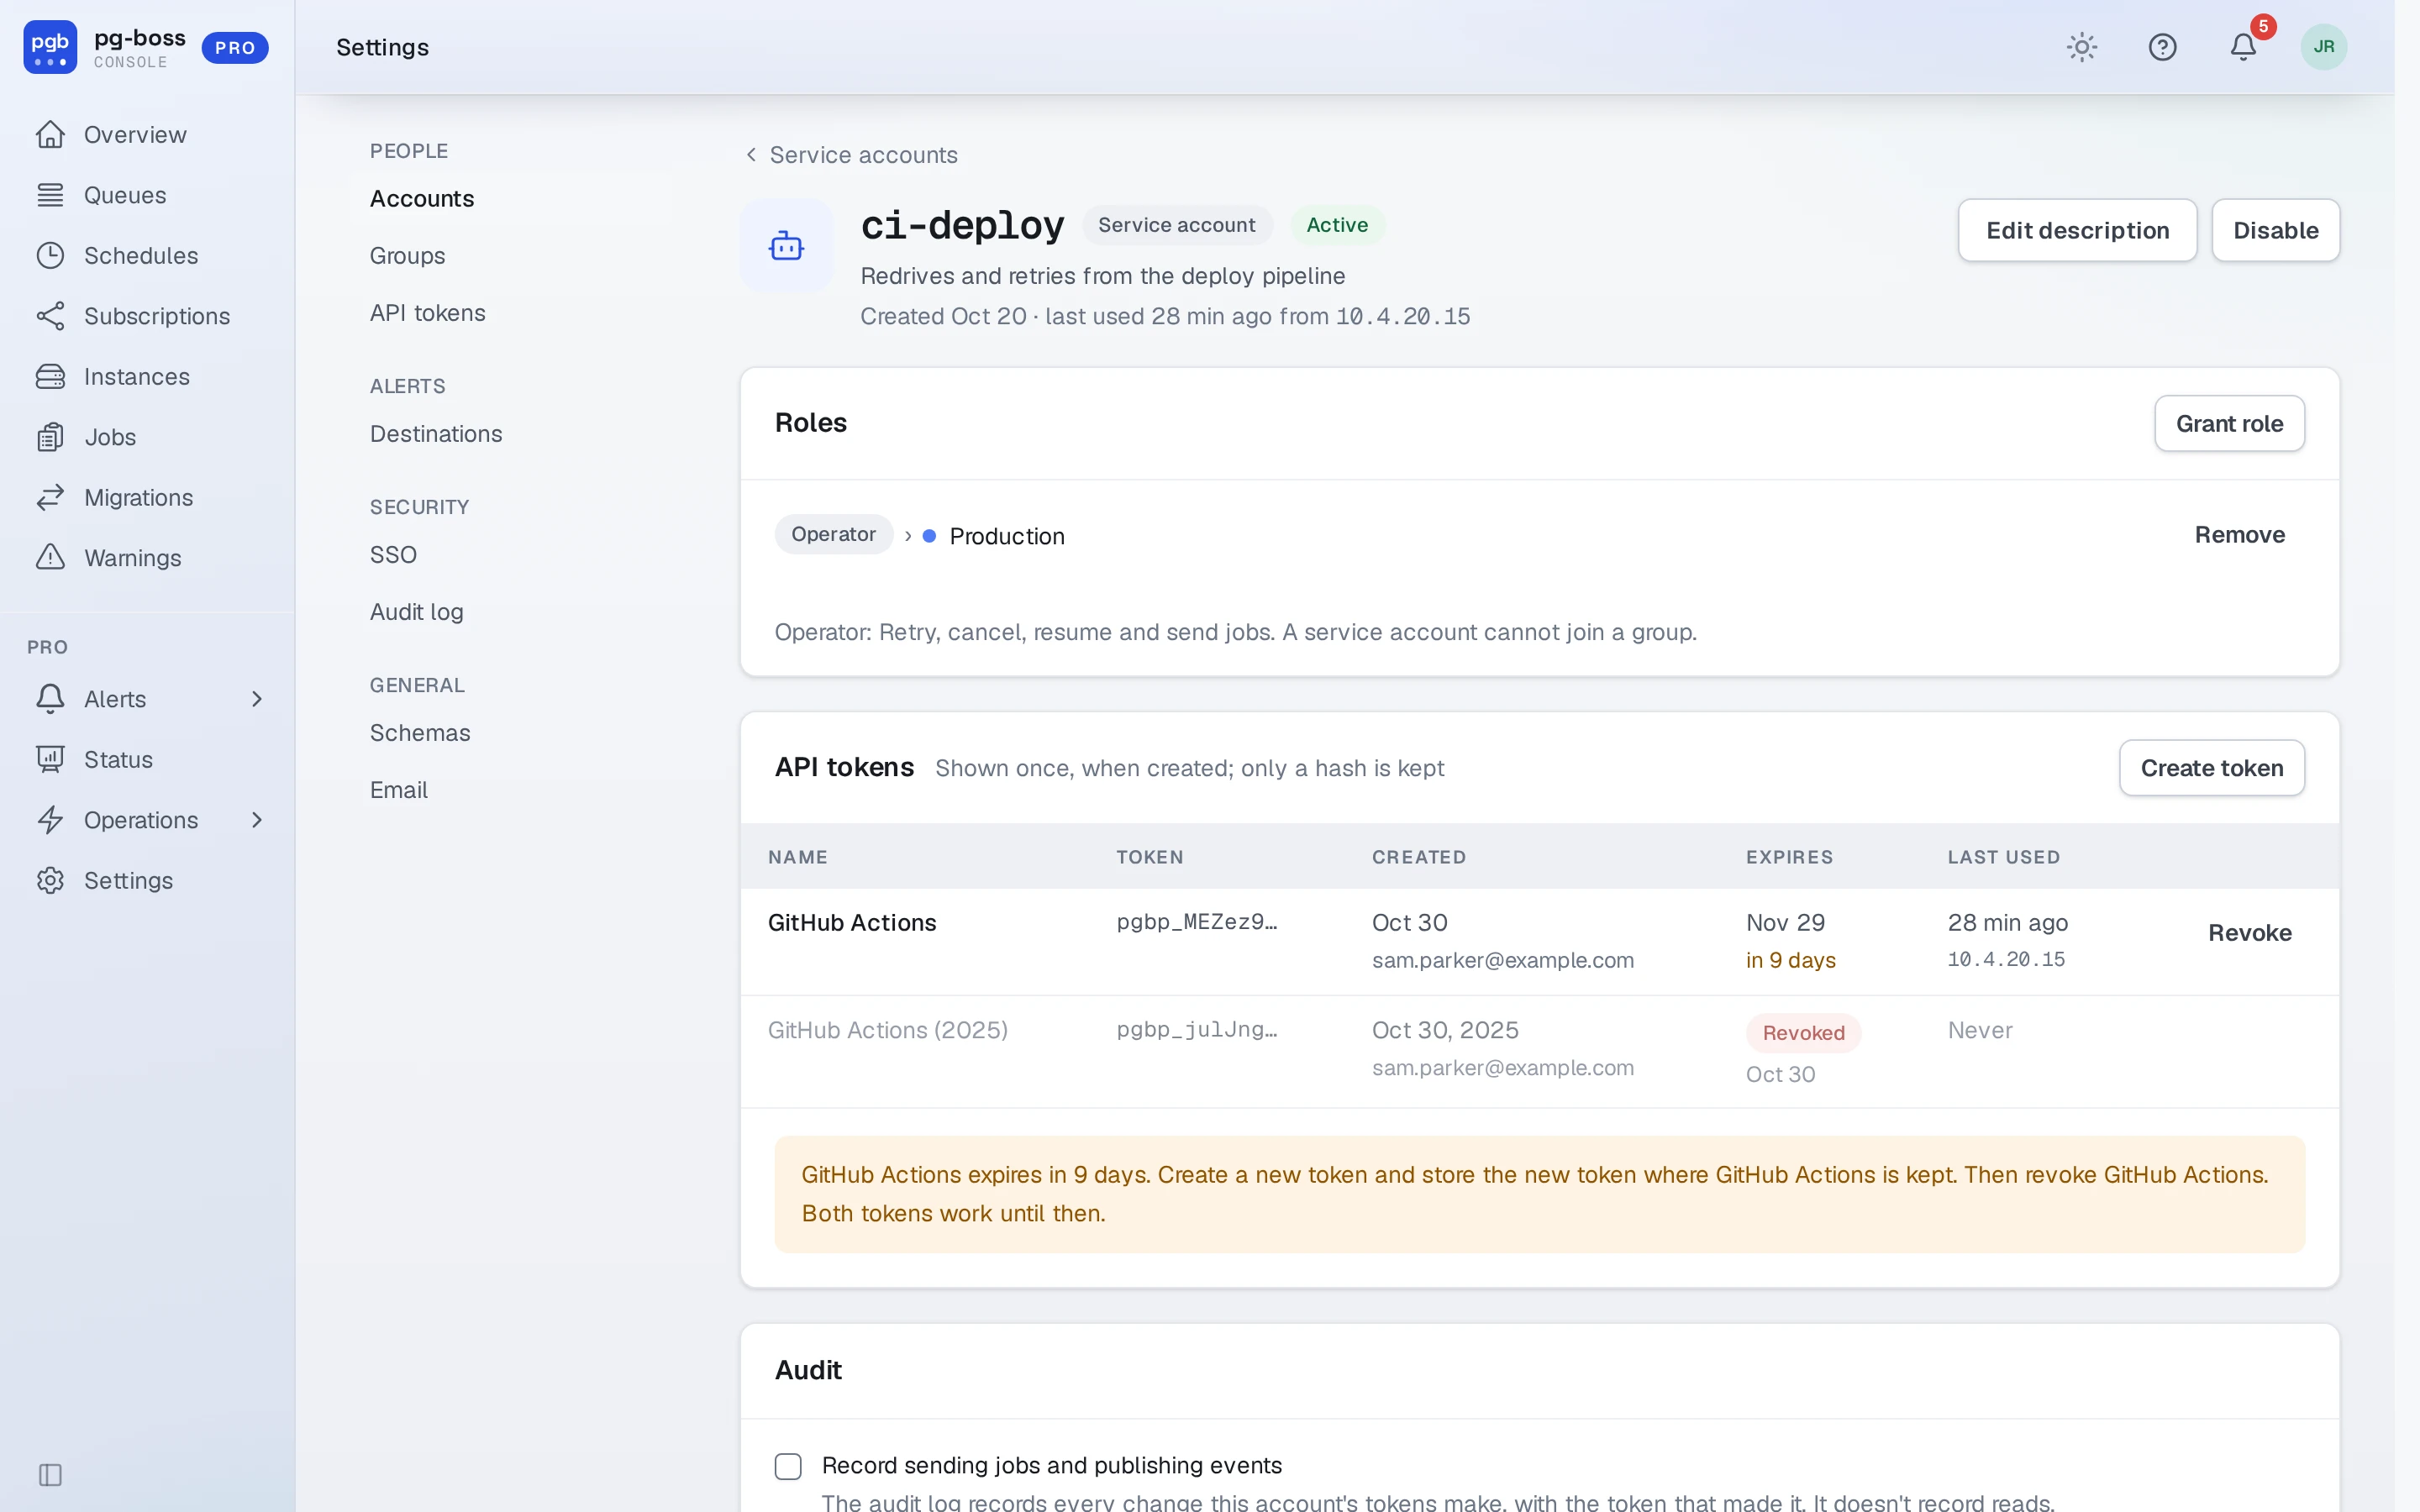 pgb
pg-boss
CONSOLE
PRO
Settings
5
JR
Overview
Queues
Schedules
Subscriptions
Instances
Jobs
Migrations
Warnings
PRO
Alerts
Status
Operations
Settings
PEOPLE
Accounts
Groups
API tokens
ALERTS
Destinations
SECURITY
SSO
Audit log
GENERAL
Schemas
Email
Service accounts
ci-deploy Service account Active
Redrives and retries from the deploy pipeline
Created Oct 20 · last used 28 min ago from 10.4.20.15
Edit description
Disable
Roles
Grant role
Operator › Production
Remove
Operator: Retry, cancel, resume and send jobs. A service account cannot join a group.
API tokens Shown once, when created; only a hash is kept
Create token
NAME TOKEN CREATED EXPIRES LAST USED
GitHub Actions pgbp_MEZez9… Oct 30 Nov 29 28 min ago Revoke
sam.parker@example.com in 9 days 10.4.20.15
GitHub Actions (2025) pgbp_julJng… Oct 30, 2025 Revoked Never
sam.parker@example.com Oct 30
GitHub Actions expires in 9 days. Create a new token and store the new token where GitHub Actions is kept. Then revoke GitHub Actions.
Both tokens work until then.
Audit
Record sending jobs and publishing events
The audit log records every change this account's tokens make, with the token that made it. It doesn't record reads.